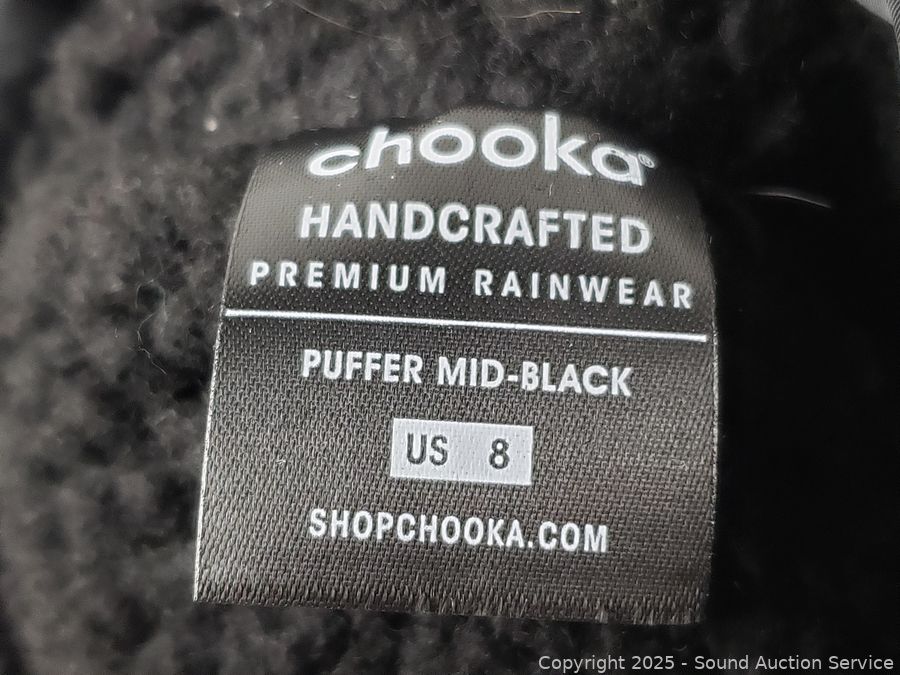 chooka®
HANDCRAFTED
PREMIUM RAINWEAR
PUFFER MID-BLACK
US 8
SHOPCHOOKA.COM
Copyright 2025 - Sound Auction Service